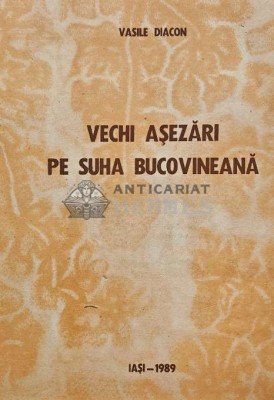 VASILE DIACON
VECHI AŞEZĂRI
PE SUHA BUCOVINEANĂ
ANTICARIAT
IAŞI-1989